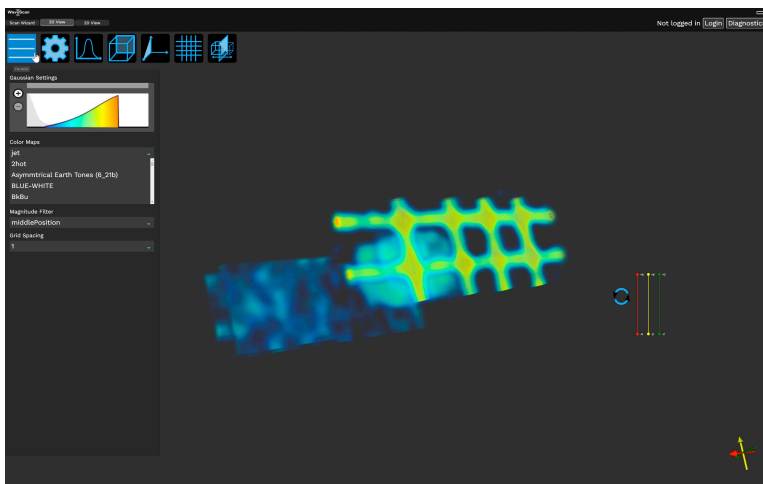 WaveScan
Scan Wizard 3D View 2D View
Not logged in Login Diagnostic
Gaussian Settings
Color Maps
jet
2hot
Asymmtrical Earth Tones (6_21b)
BLUE-WHITE
BkBu
Magnitude Filter
middlePosition
Grid Spacing
1